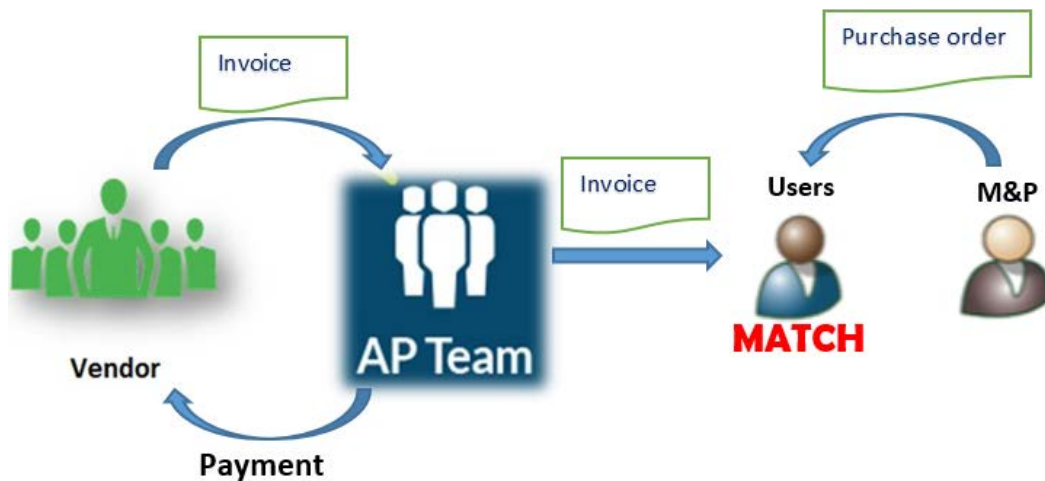 Purchase order
Invoice
Invoice
Users
M&P
AP Team
MATCH
Vendor
Payment